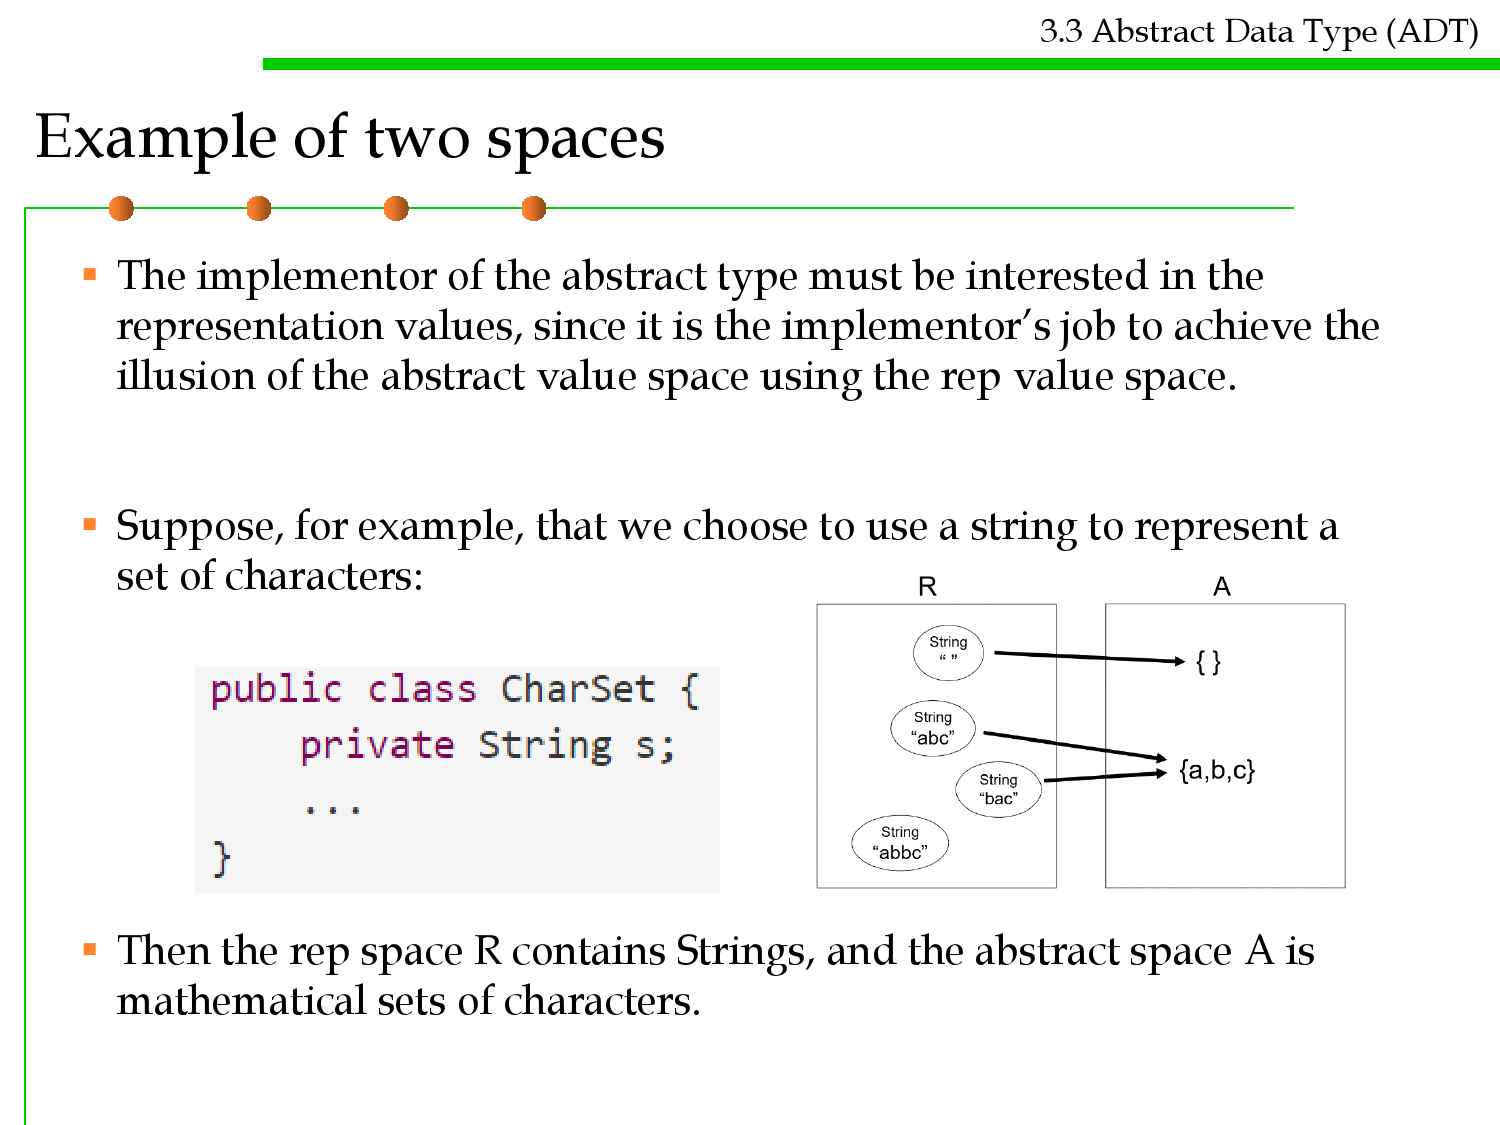 3.3 Abstract Data Type (ADT)
Example of two spaces
▪ The implementor of the abstract type must be interested in the
representation values, since it is the implementor’s job to achieve the
illusion of the abstract value space using the rep value space.
▪ Suppose, for example, that we choose to use a string to represent a
set of characters:
public class CharSet {
    private String s;
    ...
}
R
A
String
“ ”
{ }
String
“abc”
{a,b,c}
String
“bac”
String
“abbc”
▪ Then the rep space R contains Strings, and the abstract space A is
mathematical sets of characters.